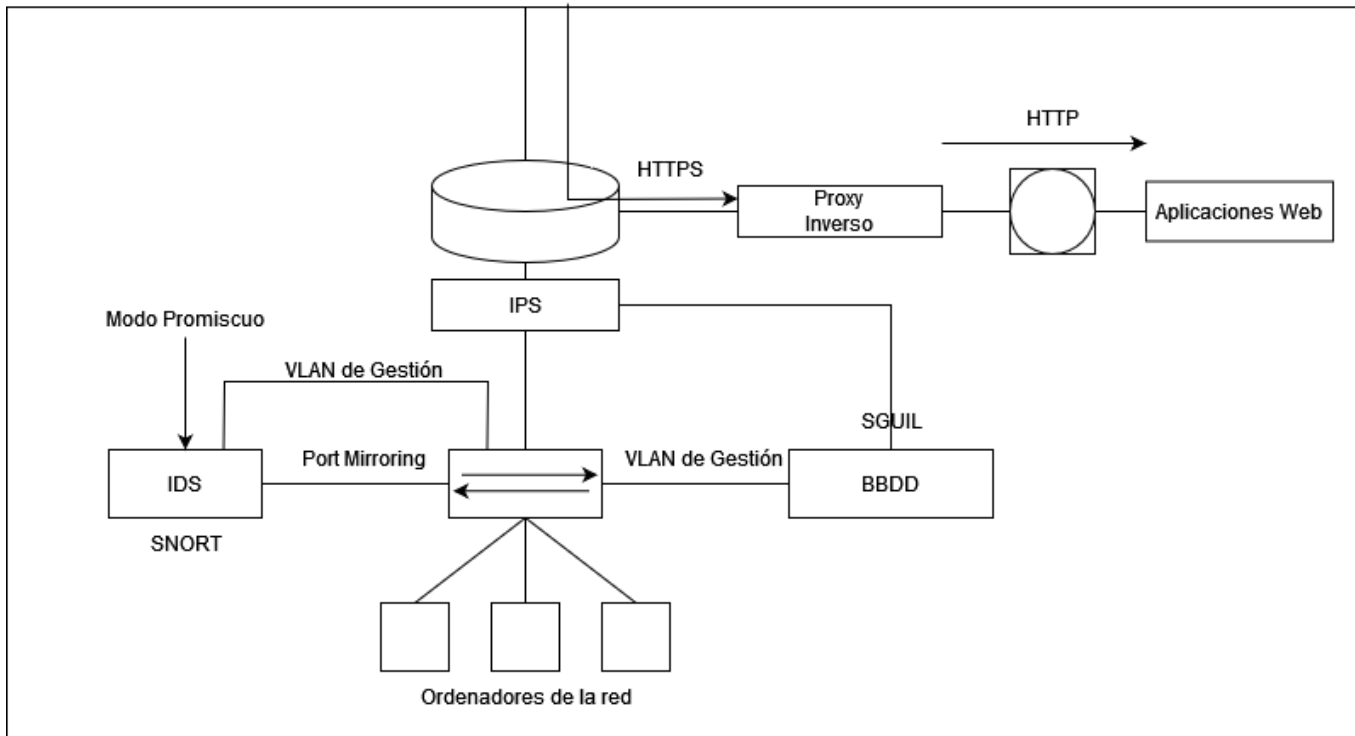 HTTP
HTTPS
Proxy
Inverso
Aplicaciones Web
IPS
Modo Promiscuo
VLAN de Gestión
SGUIL
Port Mirroring
VLAN de Gestión
IDS
BBDD
SNORT
Ordenadores de la red